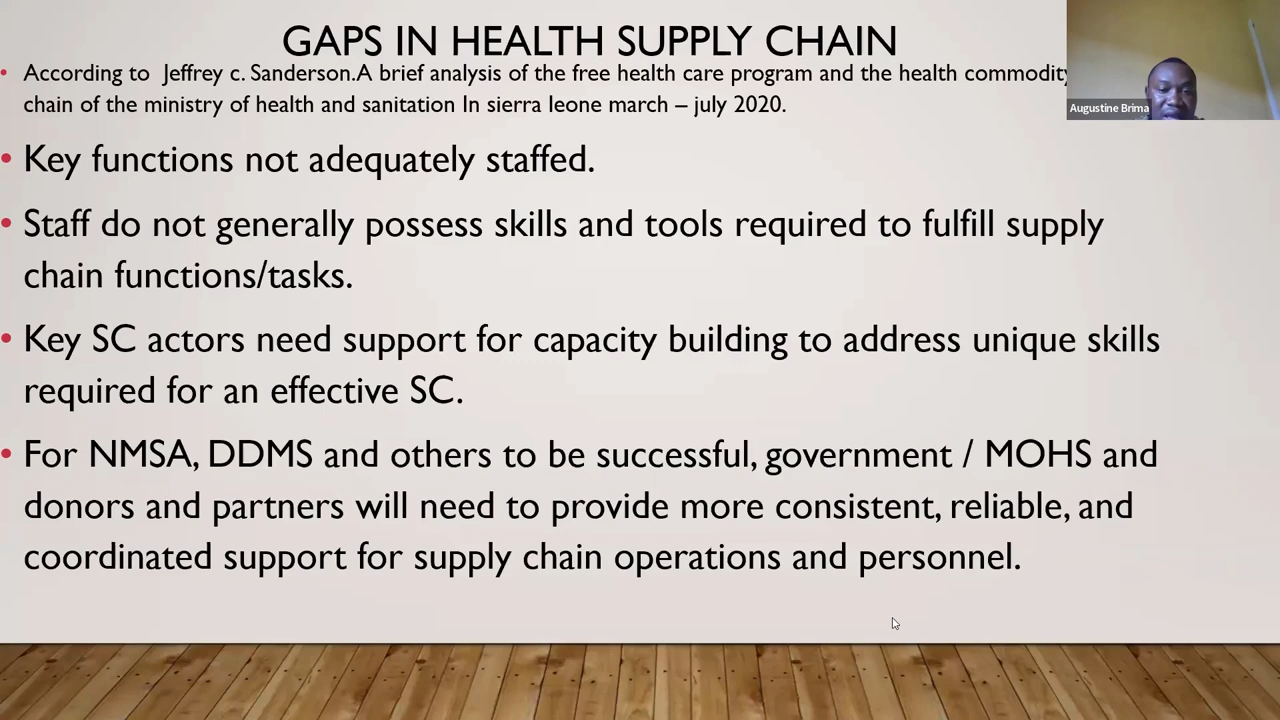 GAPS IN HEALTH SUPPLY CHAIN
• According to Jeffrey c. Sanderson.A brief analysis of the free health care program and the health commodity
chain of the ministry of health and sanitation In sierra leone march – july 2020.
• Key functions not adequately staffed.
• Staff do not generally possess skills and tools required to fulfill supply
chain functions/tasks.
• Key SC actors need support for capacity building to address unique skills
required for an effective SC.
• For NMSA, DDMS and others to be successful, government / MOHS and
donors and partners will need to provide more consistent, reliable, and
coordinated support for supply chain operations and personnel.
Augustine Brima